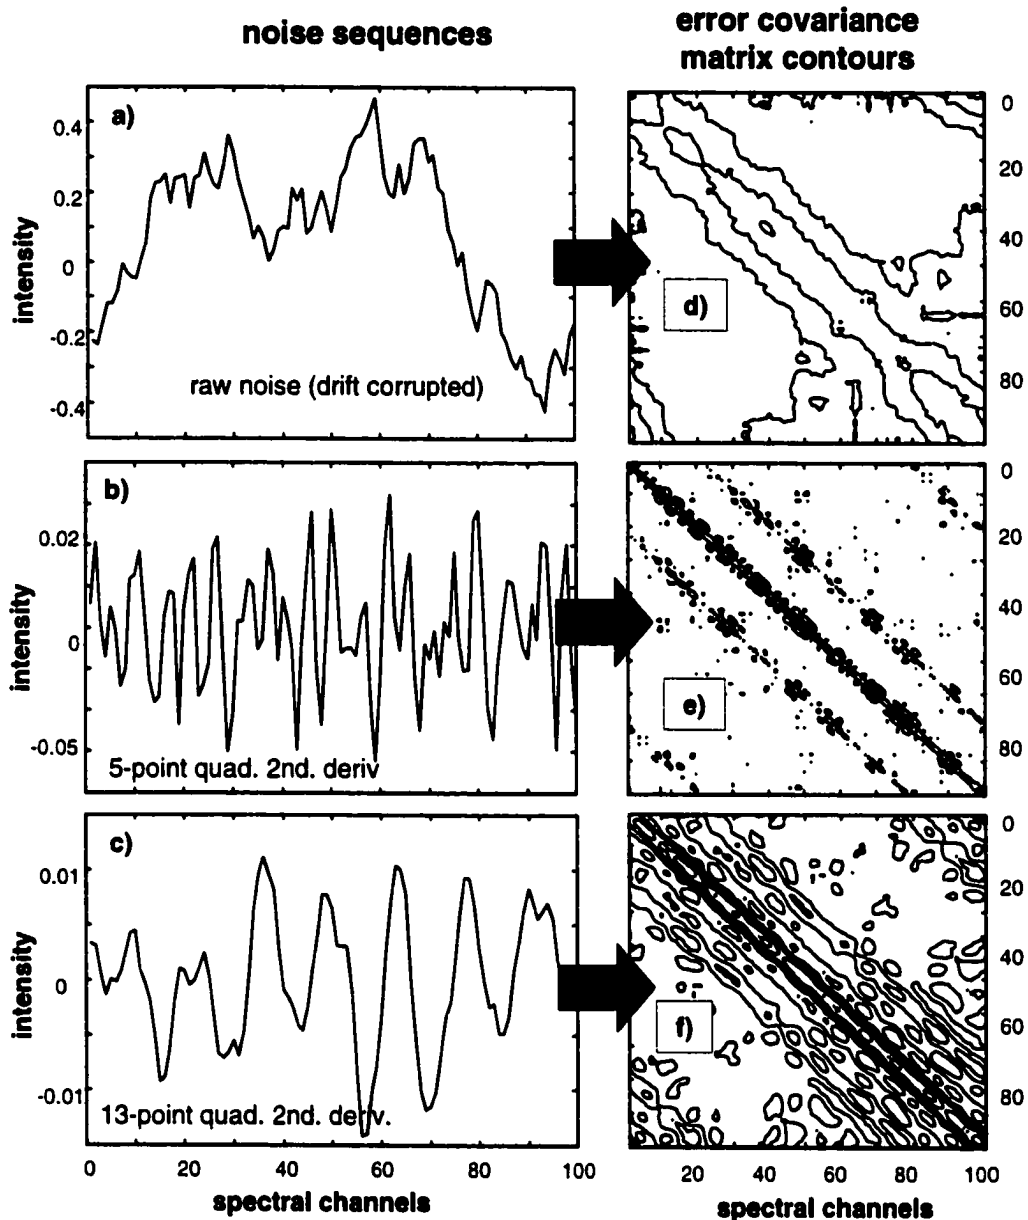 noise sequences
error covariance
matrix contours
a)
0.4
0.2
0
-0.2
-0.4
intensity
raw noise (drift corrupted)
d)
0
20
40
60
80
b)
0.02
0
-0.05
intensity
5-point quad. 2nd. deriv
e)
0
20
40
60
80
c)
0.01
0
-0.01
intensity
13-point quad. 2nd. deriv.
f)
0
20
40
60
80
0 20 40 60 80 100
spectral channels
20 40 60 80 100
spectral channels